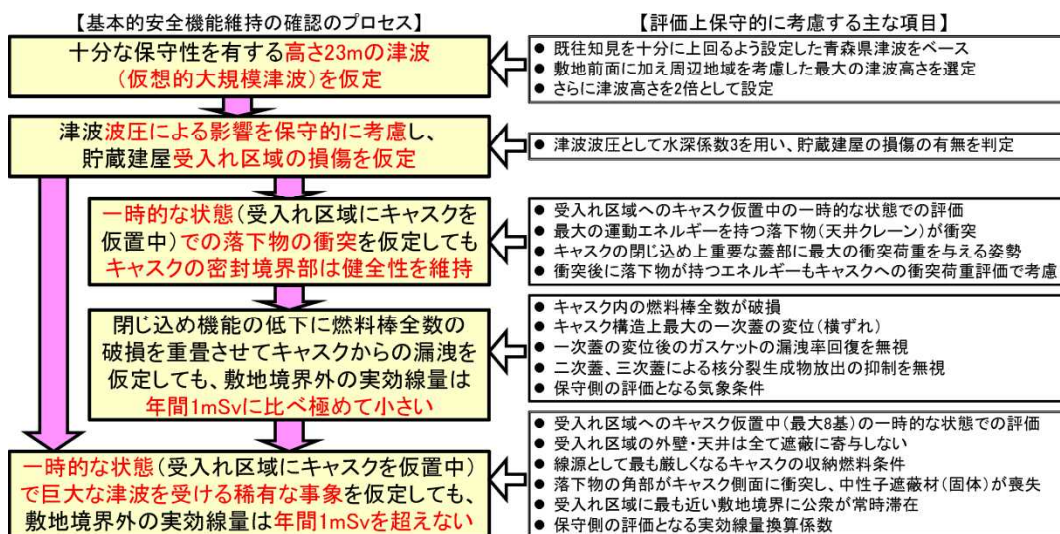 【基本的安全機能維持の確認のプロセス】
十分な保守性を有する高さ23mの津波
(仮想的大規模津波)を仮定
津波波圧による影響を保守的に考慮し、
貯蔵建屋受入れ区域の損傷を仮定
一時的な状態(受入れ区域にキャスクを
仮置中)での落下物の衝突を仮定しても
キャスクの密封境界部は健全性を維持
閉じ込め機能の低下に燃料棒全数の
破損を重畳させてキャスクからの漏洩を
仮定しても、敷地境界外の実効線量は
年間1mSvに比べ極めて小さい
一時的な状態(受入れ区域にキャスクを仮置中)
で巨大な津波を受ける稀有な事象を仮定しても、
敷地境界外の実効線量は年間1mSvを超えない
【評価上保守的に考慮する主な項目】
● 既往知見を十分に上回るよう設定した青森県津波をベース
● 敷地前面に加え周辺地域を考慮した最大の津波高さを選定
● さらに津波高さを2倍として設定
● 津波波圧として水深係数3を用い、貯蔵建屋の損傷の有無を判定
● 受入れ区域へのキャスク仮置中の一時的な状態での評価
● 最大の運動エネルギーを持つ落下物(天井クレーン)が衝突
● キャスクの閉じ込め上重要な蓋部に最大の衝突荷重を与える姿勢
● 衝突後に落下物が持つエネルギーもキャスクへの衝突荷重評価で考慮
● キャスク内の燃料棒全数が破損
● キャスク構造上最大の一次蓋の変位(横ずれ)
● 一次蓋の変位後のガスケットの漏洩率回復を無視
● 二次蓋、三次蓋による核分裂生成物放出の抑制を無視
● 保守側の評価となる気象条件
● 受入れ区域へのキャスク仮置中(最大8基)の一時的な状態での評価
● 受入れ区域の外壁・天井は全て遮蔽に寄与しない
● 線源として最も厳しくなるキャスクの収納燃料条件
● 落下物の角部がキャスク側面に衝突し、中性子遮蔽材(固体)が喪失
● 受入れ区域に最も近い敷地境界に公衆が常時滞在
● 保守側の評価となる実効線量換算係数